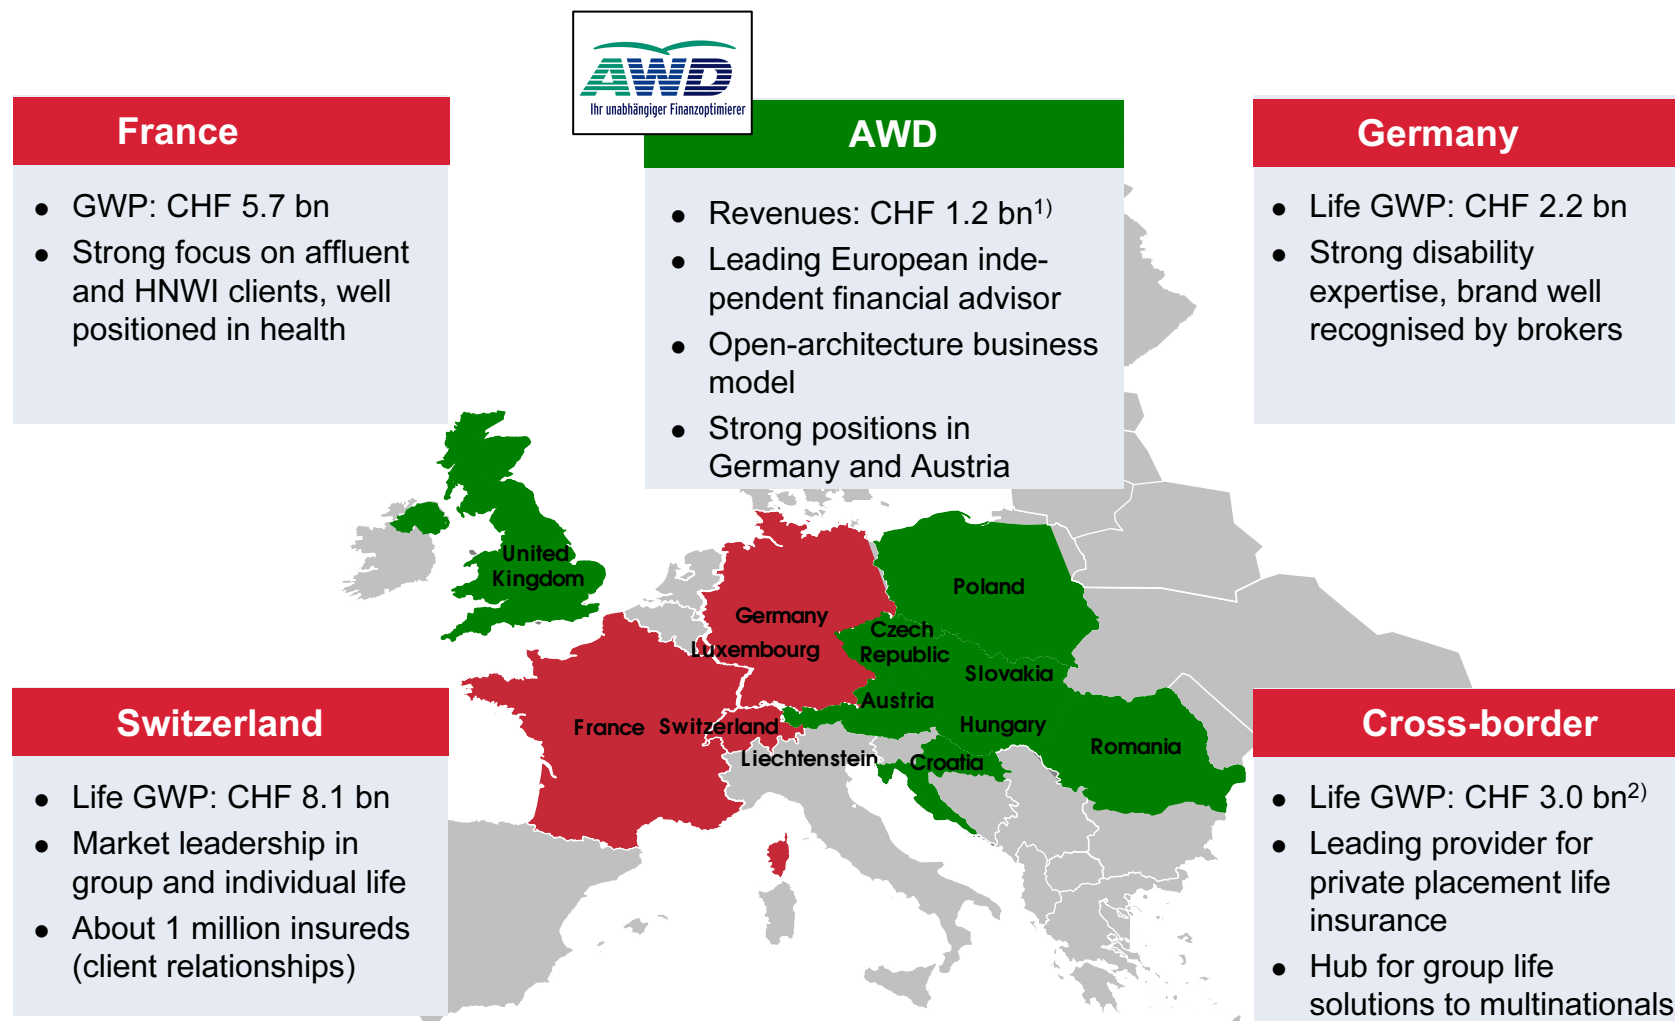 AWD
Ihr unabhängiger Finanzoptimierer
France
● GWP: CHF 5.7 bn
● Strong focus on affluent
and HNWI clients, well
positioned in health
AWD
● Revenues: CHF 1.2 bn1)
● Leading European inde-
pendent financial advisor
● Open-architecture business
model
● Strong positions in
Germany and Austria
Germany
● Life GWP: CHF 2.2 bn
● Strong disability
expertise, brand well
recognised by brokers
United
Kingdom
Poland
Germany
Czech
Republic
Luxembourg
Slovakia
Austria
France
Switzerland
Hungary
Romania
Liechtenstein
Croatia
Switzerland
● Life GWP: CHF 8.1 bn
● Market leadership in
group and individual life
● About 1 million insureds
(client relationships)
Cross-border
● Life GWP: CHF 3.0 bn2)
● Leading provider for
private placement life
insurance
● Hub for group life
solutions to multinationals